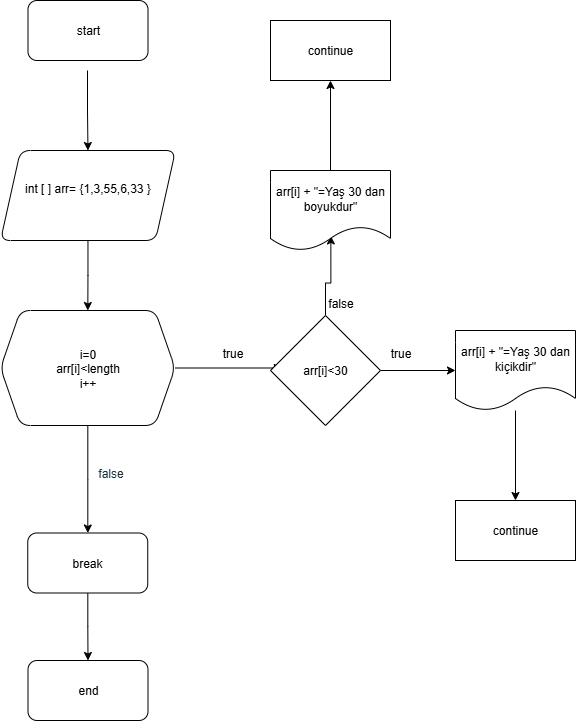 start
continue
int [ ] arr= {1,3,55,6,33 }
arr[i] + "=Yaş 30 dan
boyukdur"
false
i=0
arr[i]<length
i++
true
arr[i]<30
true
arr[i] + "=Yaş 30 dan
kiçikdir"
false
continue
break
end